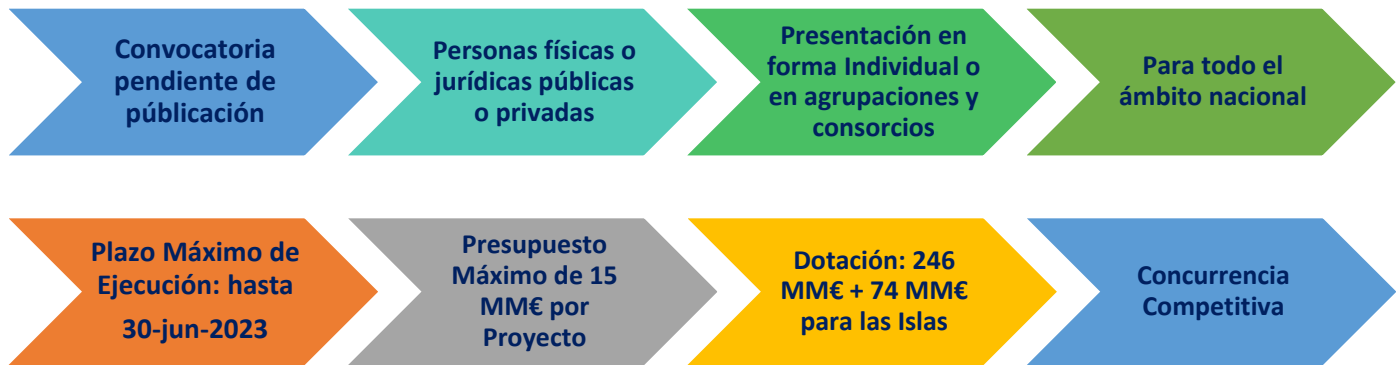 Convocatoria
pendiente de
públicación
Personas físicas o
jurídicas públicas
o privadas
Presentación en
forma Individual o
en agrupaciones y
consorcios
Para todo el
ámbito nacional
Plazo Máximo de
Ejecución: hasta
30-jun-2023
Presupuesto
Máximo de 15
MM€ por
Proyecto
Dotación: 246
MM€ + 74 MM€
para las Islas
Concurrencia
Competitiva